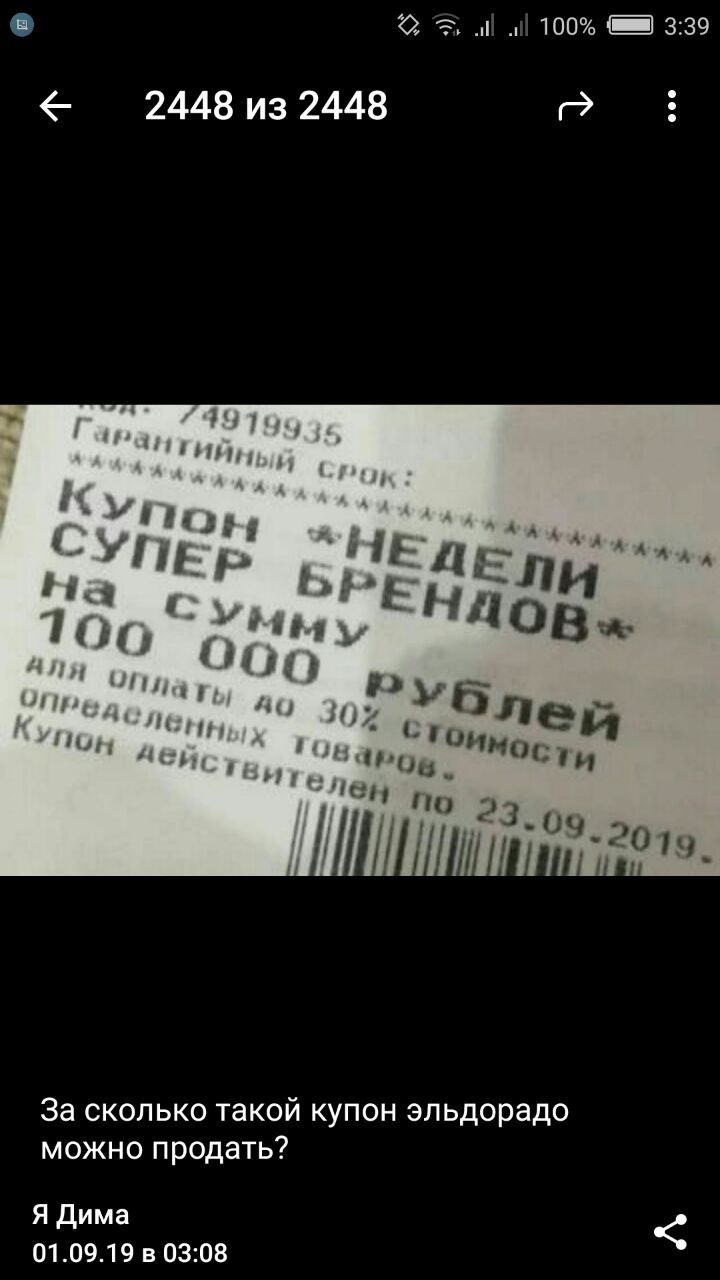 100% 3:39
2448 из 2448
Код: 74919935
Гарантийный срок:
************************************
Купон *НЕДЕЛИ
СУПЕР БРЕНДОВ*
на сумму
100 000 рублей
для оплаты до 30% стоимости
определенных товаров.
Купон действителен по 23.09.2019.
За сколько такой купон эльдорадо
можно продать?
Я Дима
01.09.19 в 03:08